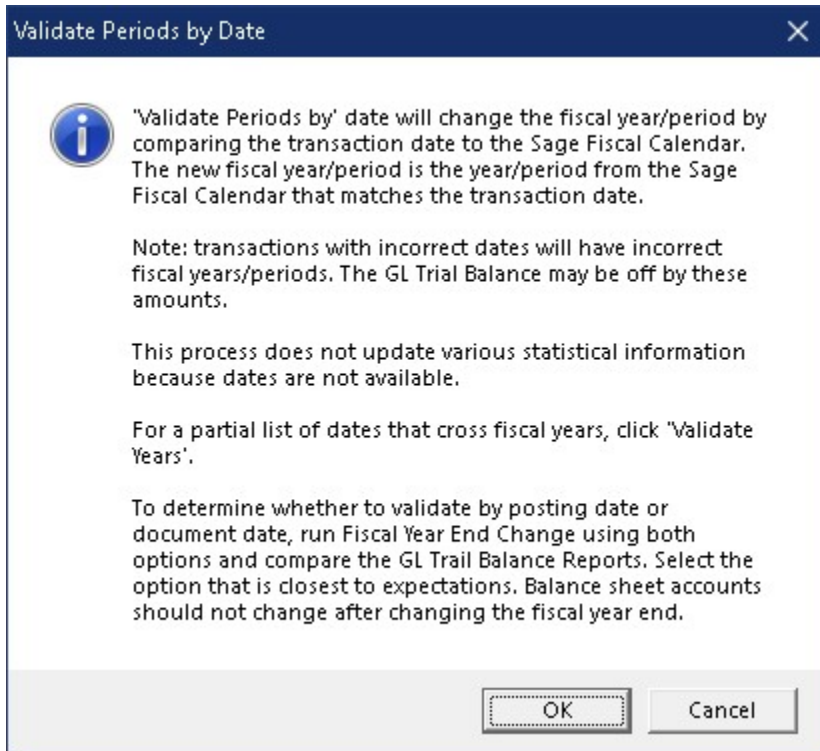 Validate Periods by Date
'Validate Periods by' date will change the fiscal year/period by
comparing the transaction date to the Sage Fiscal Calendar.
The new fiscal year/period is the year/period from the Sage
Fiscal Calendar that matches the transaction date.
Note: transactions with incorrect dates will have incorrect
fiscal years/periods. The GL Trial Balance may be off by these
amounts.
This process does not update various statistical information
because dates are not available.
For a partial list of dates that cross fiscal years, click 'Validate
Years'.
To determine whether to validate by posting date or
document date, run Fiscal Year End Change using both
options and compare the GL Trail Balance Reports. Select the
option that is closest to expectations. Balance sheet accounts
should not change after changing the fiscal year end.
OK
Cancel